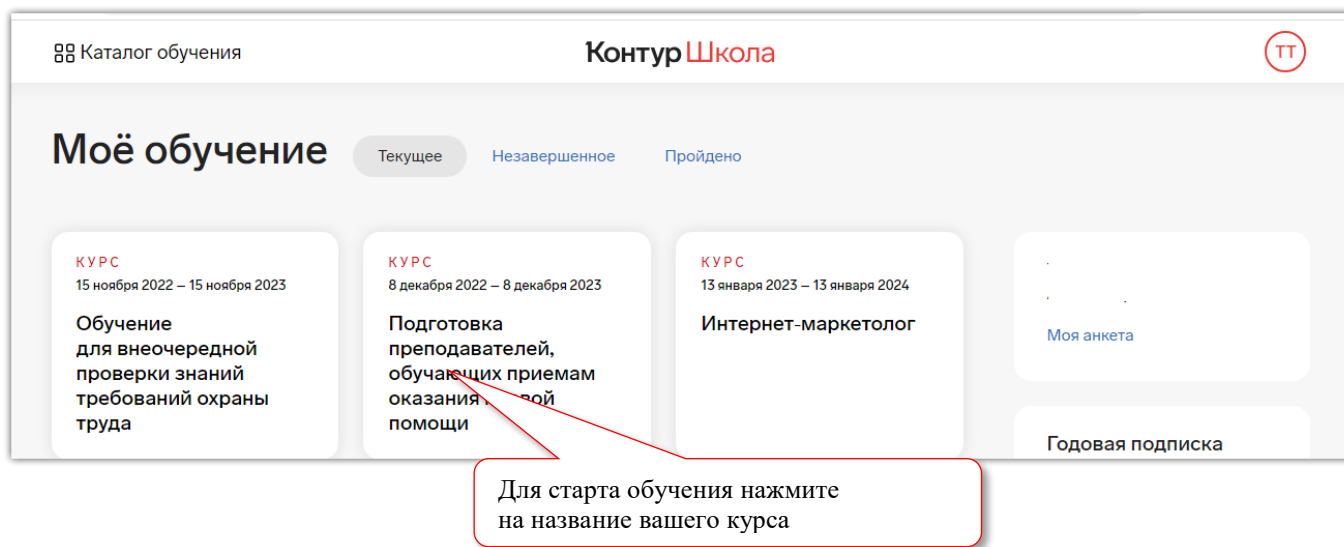 Каталог обучения
Контур Школа
ТТ
Моё обучение
Текущее
Незавершенное
Пройдено
КУРС
15 ноября 2022 – 15 ноября 2023
Обучение
для внеочередной
проверки знаний
требований охраны
труда
КУРС
8 декабря 2022 – 8 декабря 2023
Подготовка
преподавателей,
обучающих приемам
оказания
помощи
КУРС
13 января 2023 – 13 января 2024
Интернет-маркетолог
Моя анкета
Годовая подписка
Для старта обучения нажмите
на название вашего курса